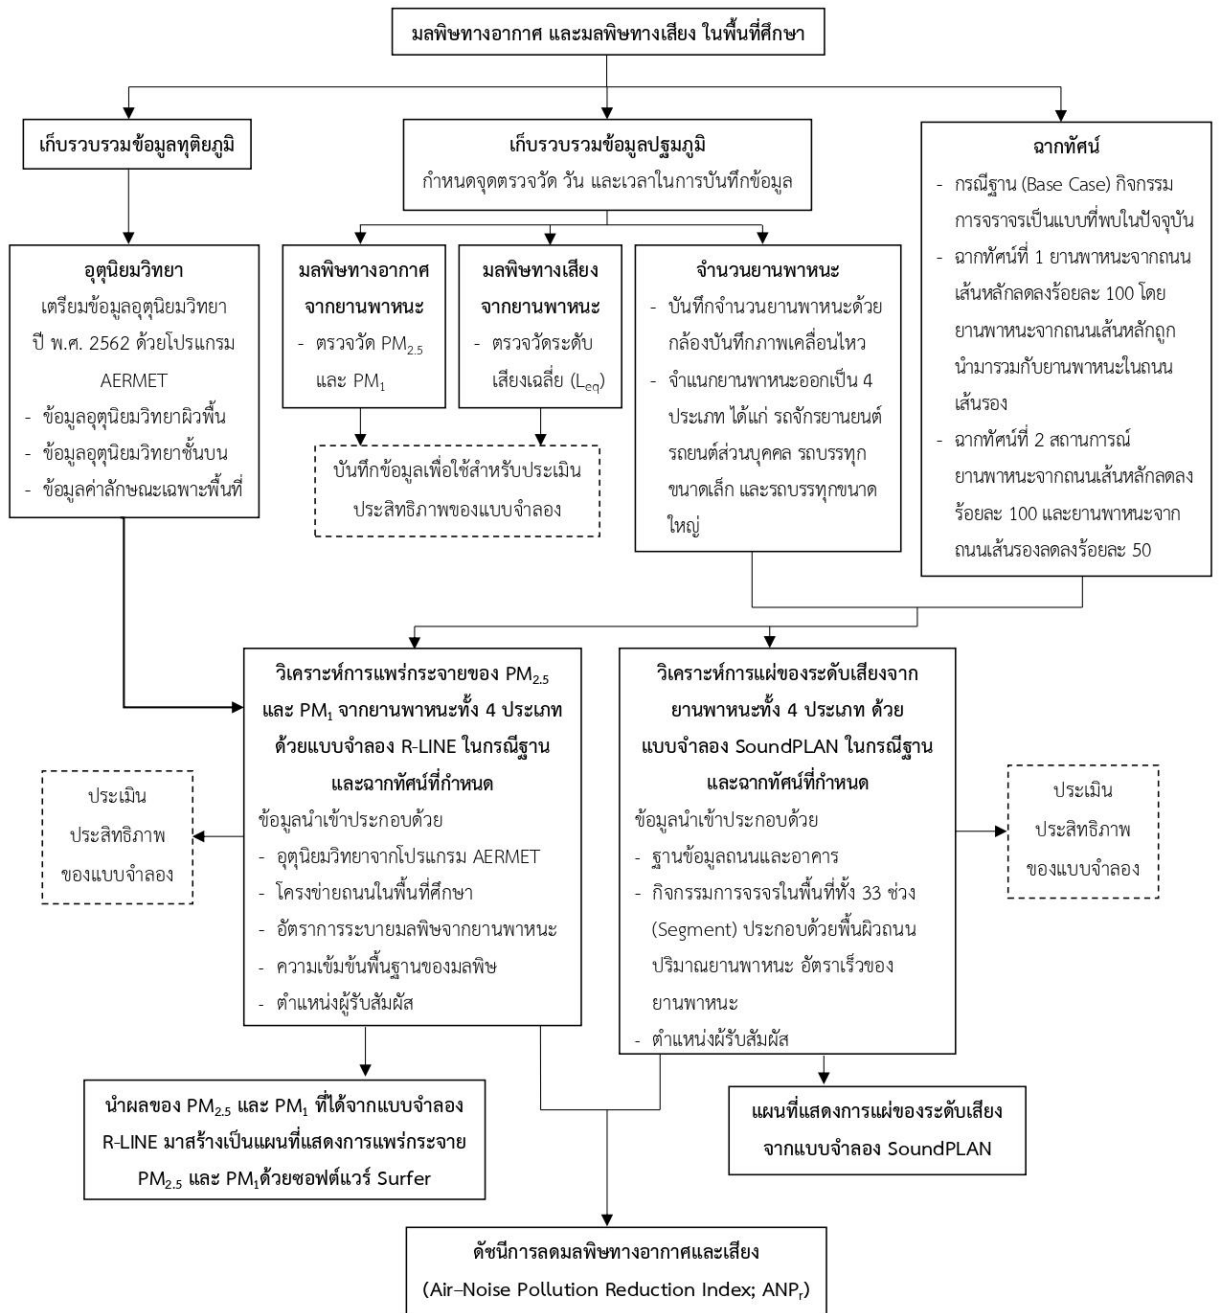 มลพิษทางอากาศ และมลพิษทางเสียง ในพื้นที่ศึกษา
เก็บรวบรวมข้อมูลทุติยภูมิ
เก็บรวบรวมข้อมูลปฐมภูมิ
กำหนดจุดตรวจวัด วัน และเวลาในการบันทึกข้อมูล
ฉากทัศน์
- กรณีฐาน (Base Case) กิจกรรม
การจราจรเป็นแบบที่พบในปัจจุบัน
- ฉากทัศน์ที่ 1 ยานพาหนะจากถนน
เส้นหลักลดลงร้อยละ 100 โดย
ยานพาหนะจากถนนเส้นหลักถูก
นำมารวมกับยานพาหนะในถนน
เส้นรอง
- ฉากทัศน์ที่ 2 สถานการณ์
ยานพาหนะจากถนนเส้นหลักลดลง
ร้อยละ 100 และยานพาหนะจาก
ถนนเส้นรองลดลงร้อยละ 50
อุตุนิยมวิทยา
เตรียมข้อมูลอุตุนิยมวิทยา
ปี พ.ศ. 2562 ด้วยโปรแกรม
AERMET
- ข้อมูลอุตุนิยมวิทยาผิวพื้น
- ข้อมูลอุตุนิยมวิทยาชั้นบน
- ข้อมูลค่าลักษณะเฉพาะพื้นที่
มลพิษทางอากาศ
จากยานพาหนะ
- ตรวจวัด PM2.5
และ PM1
มลพิษทางเสียง
จากยานพาหนะ
- ตรวจวัดระดับ
เสียงเฉลี่ย (Leq)
จำนวนยานพาหนะ
- บันทึกจำนวนยานพาหนะด้วย
กล้องบันทึกภาพเคลื่อนไหว
- จำแนกยานพาหนะออกเป็น 4
ประเภท ได้แก่ รถจักรยานยนต์
รถยนต์ส่วนบุคคล รถบรรทุก
ขนาดเล็ก และรถบรรทุกขนาด
ใหญ่
บันทึกข้อมูลเพื่อใช้สำหรับประเมิน
ประสิทธิภาพของแบบจำลอง
วิเคราะห์การแพร่กระจายของ PM2.5
และ PM1 จากยานพาหนะทั้ง 4 ประเภท
ด้วยแบบจำลอง R-LINE ในกรณีฐาน
และฉากทัศน์ที่กำหนด
ข้อมูลนำเข้าประกอบด้วย
- อุตุนิยมวิทยาจากโปรแกรม AERMET
- โครงข่ายถนนในพื้นที่ศึกษา
- อัตราการระบายมลพิษจากยานพาหนะ
- ความเข้มข้นพื้นฐานของมลพิษ
- ตำแหน่งผู้รับสัมผัส
วิเคราะห์การแผ่ของระดับเสียงจาก
ยานพาหนะทั้ง 4 ประเภท ด้วย
แบบจำลอง SoundPLAN ในกรณีฐาน
และฉากทัศน์ที่กำหนด
ข้อมูลนำเข้าประกอบด้วย
- ฐานข้อมูลถนนและอาคาร
- กิจกรรมการจรจรในพื้นที่ทั้ง 33 ช่วง
(Segment) ประกอบด้วยพื้นผิวถนน
ปริมาณยานพาหนะ อัตราเร็วของ
ยานพาหนะ
- ตำแหน่งผู้รับสัมผัส
ประเมิน
ประสิทธิภาพ
ของแบบจำลอง
ประเมิน
ประสิทธิภาพ
ของแบบจำลอง
นำผลของ PM2.5 และ PM1 ที่ได้จากแบบจำลอง
R-LINE มาสร้างเป็นแผนที่แสดงการแพร่กระจาย
PM2.5 และ PM1ด้วยซอฟต์แวร์ Surfer
แผนที่แสดงการแผ่ของระดับเสียง
จากแบบจำลอง SoundPLAN
ดัชนีการลดมลพิษทางอากาศและเสียง
(Air–Noise Pollution Reduction Index; ANPr)